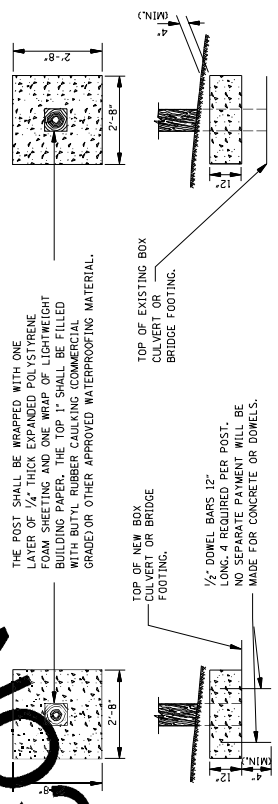 THE POST SHALL BE WRAPPED WITH ONE
LAYER OF 1/4" THICK EXPANDED POLYSTYRENE
FOAM SHEETING AND ONE WRAP OF LIGHTWEIGHT
BUILDING PAPER. THE TOP 1" SHALL BE FILLED
WITH BUTYL RUBBER CAULKING (COMMERCIAL
GRADE) OR OTHER APPROVED WATERPROOFING MATERIAL.
2'-8"
2'-8"
8"
2'-8"
TOP OF NEW BOX
CULVERT OR BRIDGE
FOOTING.
TOP OF EXISTING BOX
CULVERT OR
BRIDGE FOOTING.
1/2" DOWEL BARS 12"
LONG. 4 REQUIRED PER POST.
NO SEPARATE PAYMENT WILL BE
MADE FOR CONCRETE OR DOWELS.
12"
4"
(MIN.)
12"
4"
(MIN.)